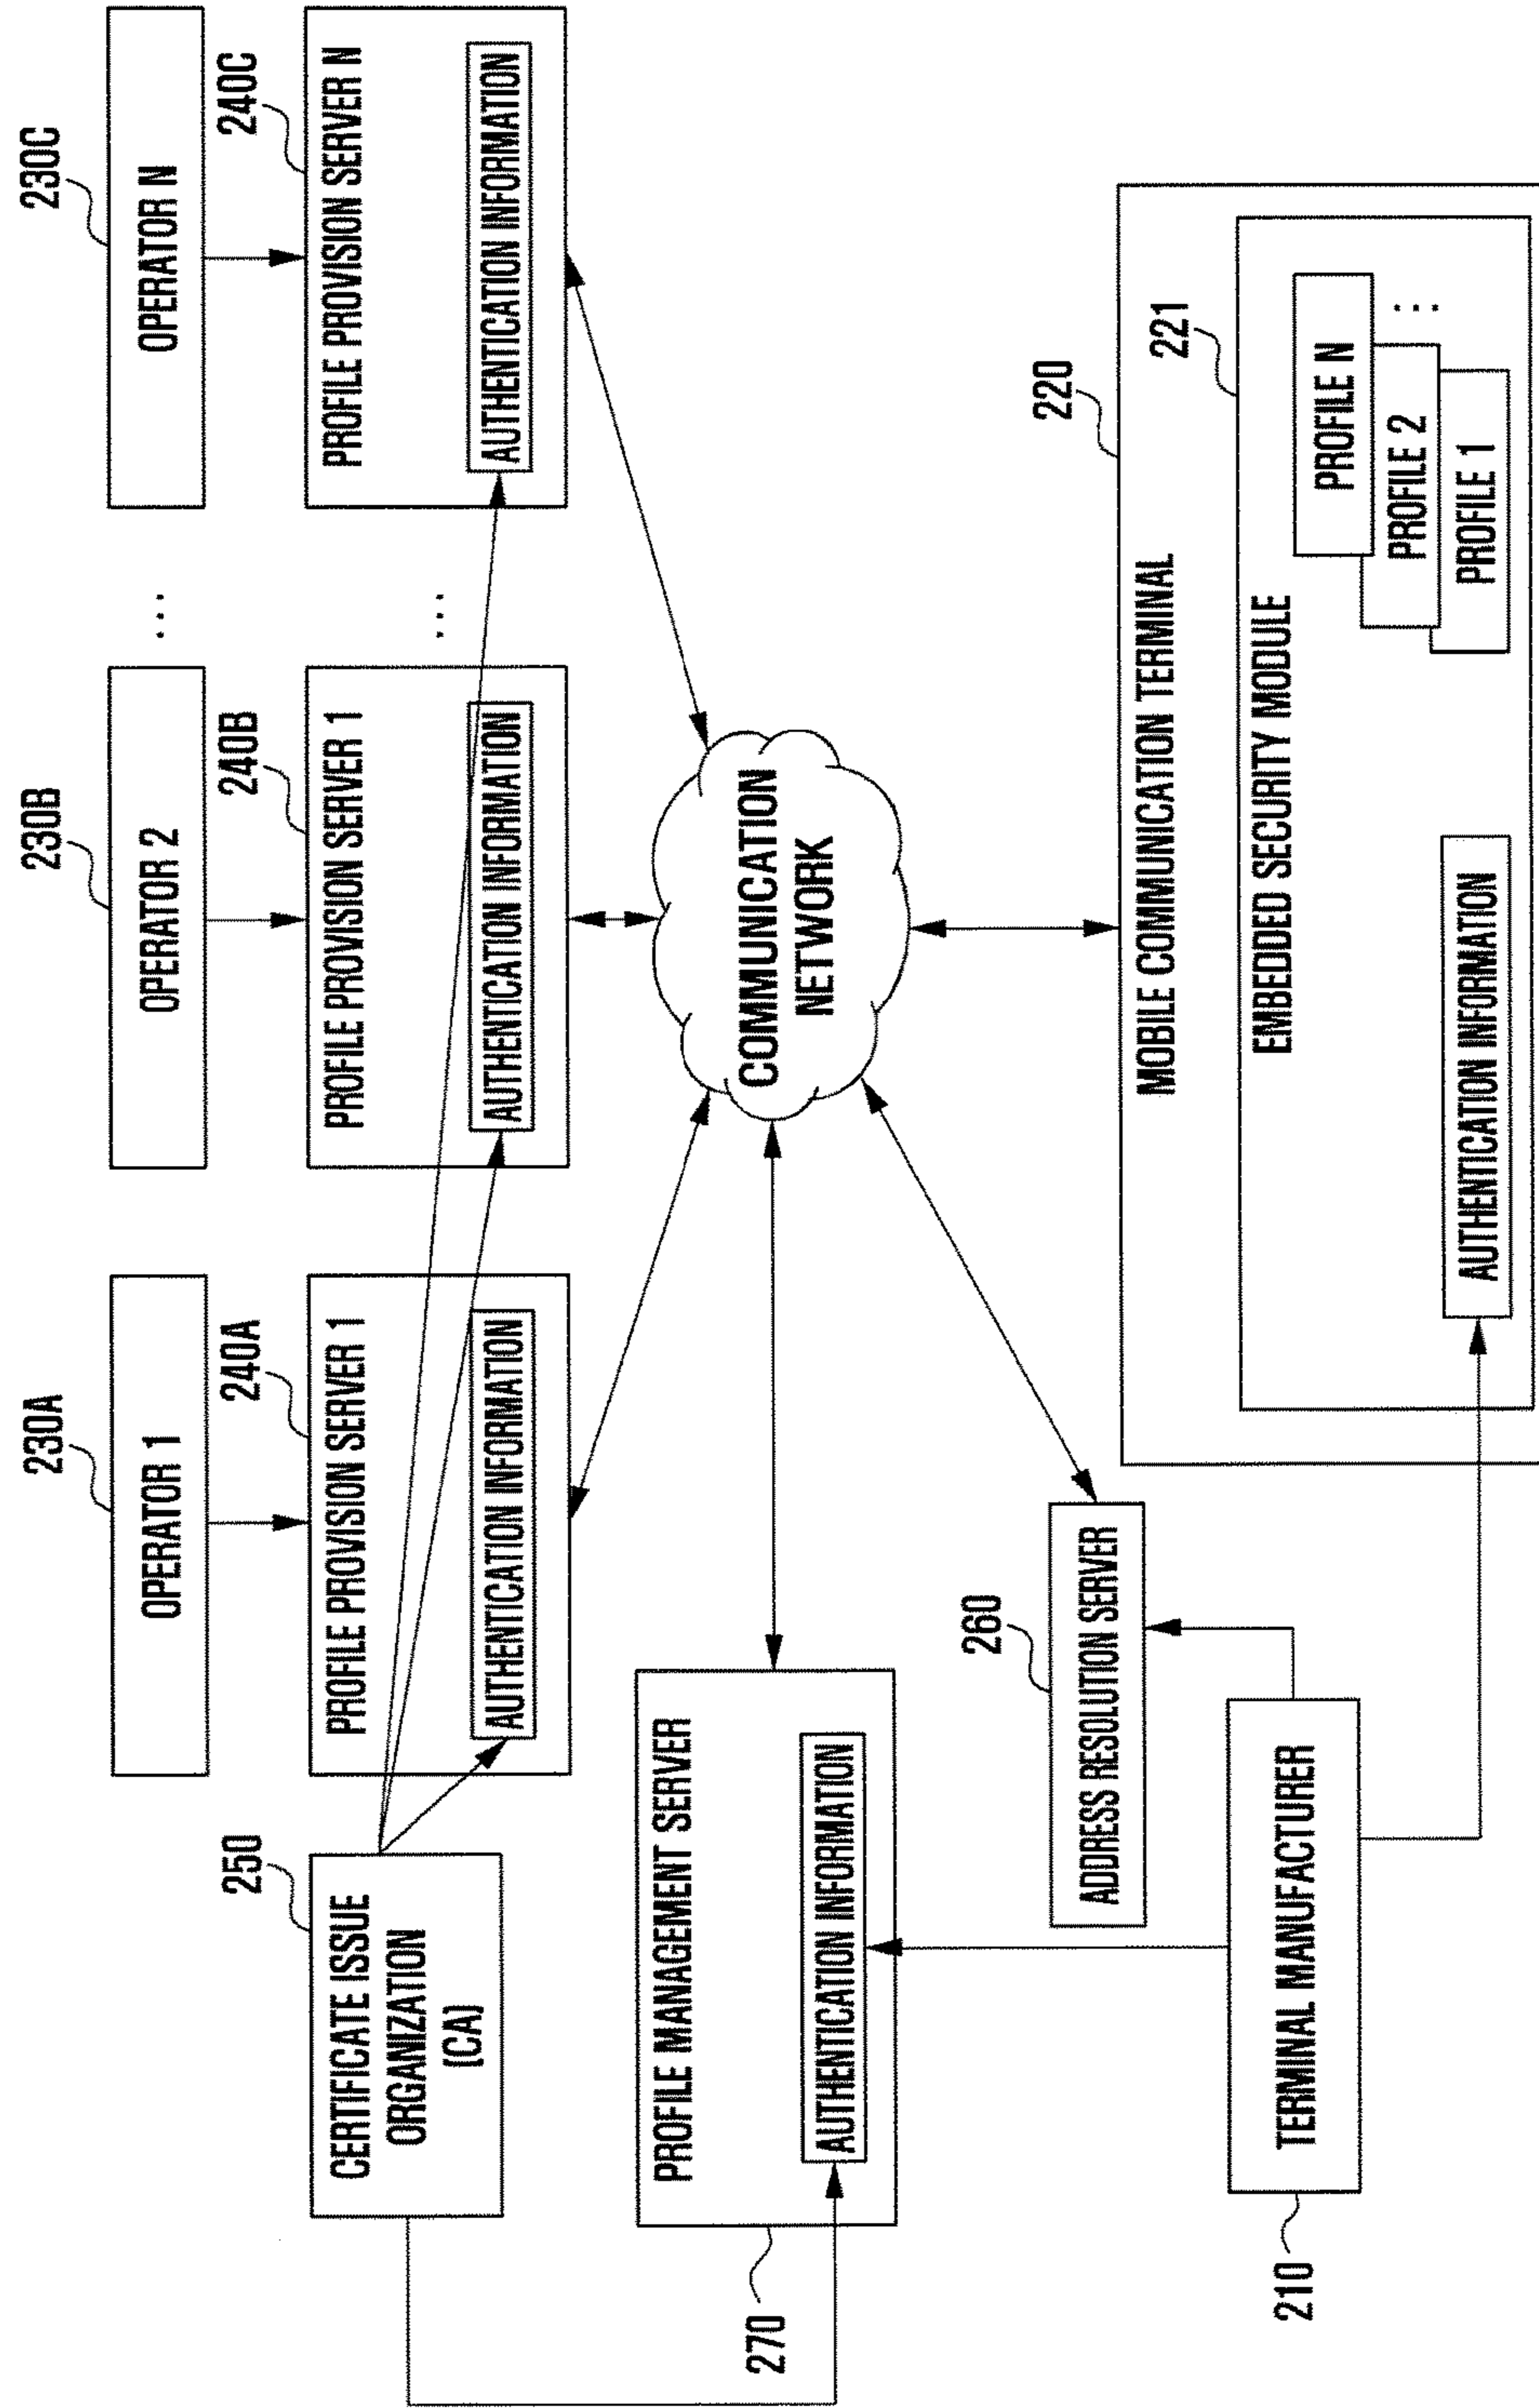 230A
OPERATOR 1
230B
OPERATOR 2
...
230C
OPERATOR N
250
CERTIFICATE ISSUE
ORGANIZATION
(CA)
240A
PROFILE PROVISION SERVER 1
AUTHENTICATION INFORMATION
240B
PROFILE PROVISION SERVER 1
AUTHENTICATION INFORMATION
...
240C
PROFILE PROVISION SERVER N
AUTHENTICATION INFORMATION
270
PROFILE MANAGEMENT SERVER
AUTHENTICATION INFORMATION
COMMUNICATION
NETWORK
260
ADDRESS RESOLUTION SERVER
210
TERMINAL MANUFACTURER
220
MOBILE COMMUNICATION TERMINAL
221
EMBEDDED SECURITY MODULE
AUTHENTICATION INFORMATION
PROFILE N
PROFILE 2
PROFILE 1
...